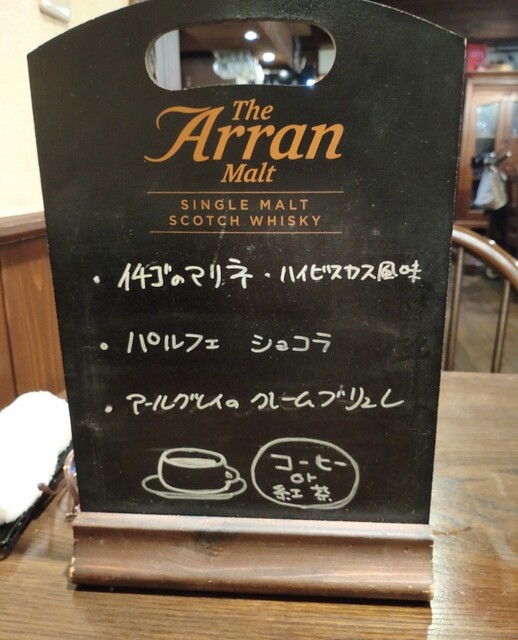 The
Arran
Malt
SINGLE MALT
SCOTCH WHISKY
・イチゴのマリネ・ハイビスカス風味
・パルフェ ショコラ
・アールグレイの クレームブリュレ
コーヒー
or
紅茶